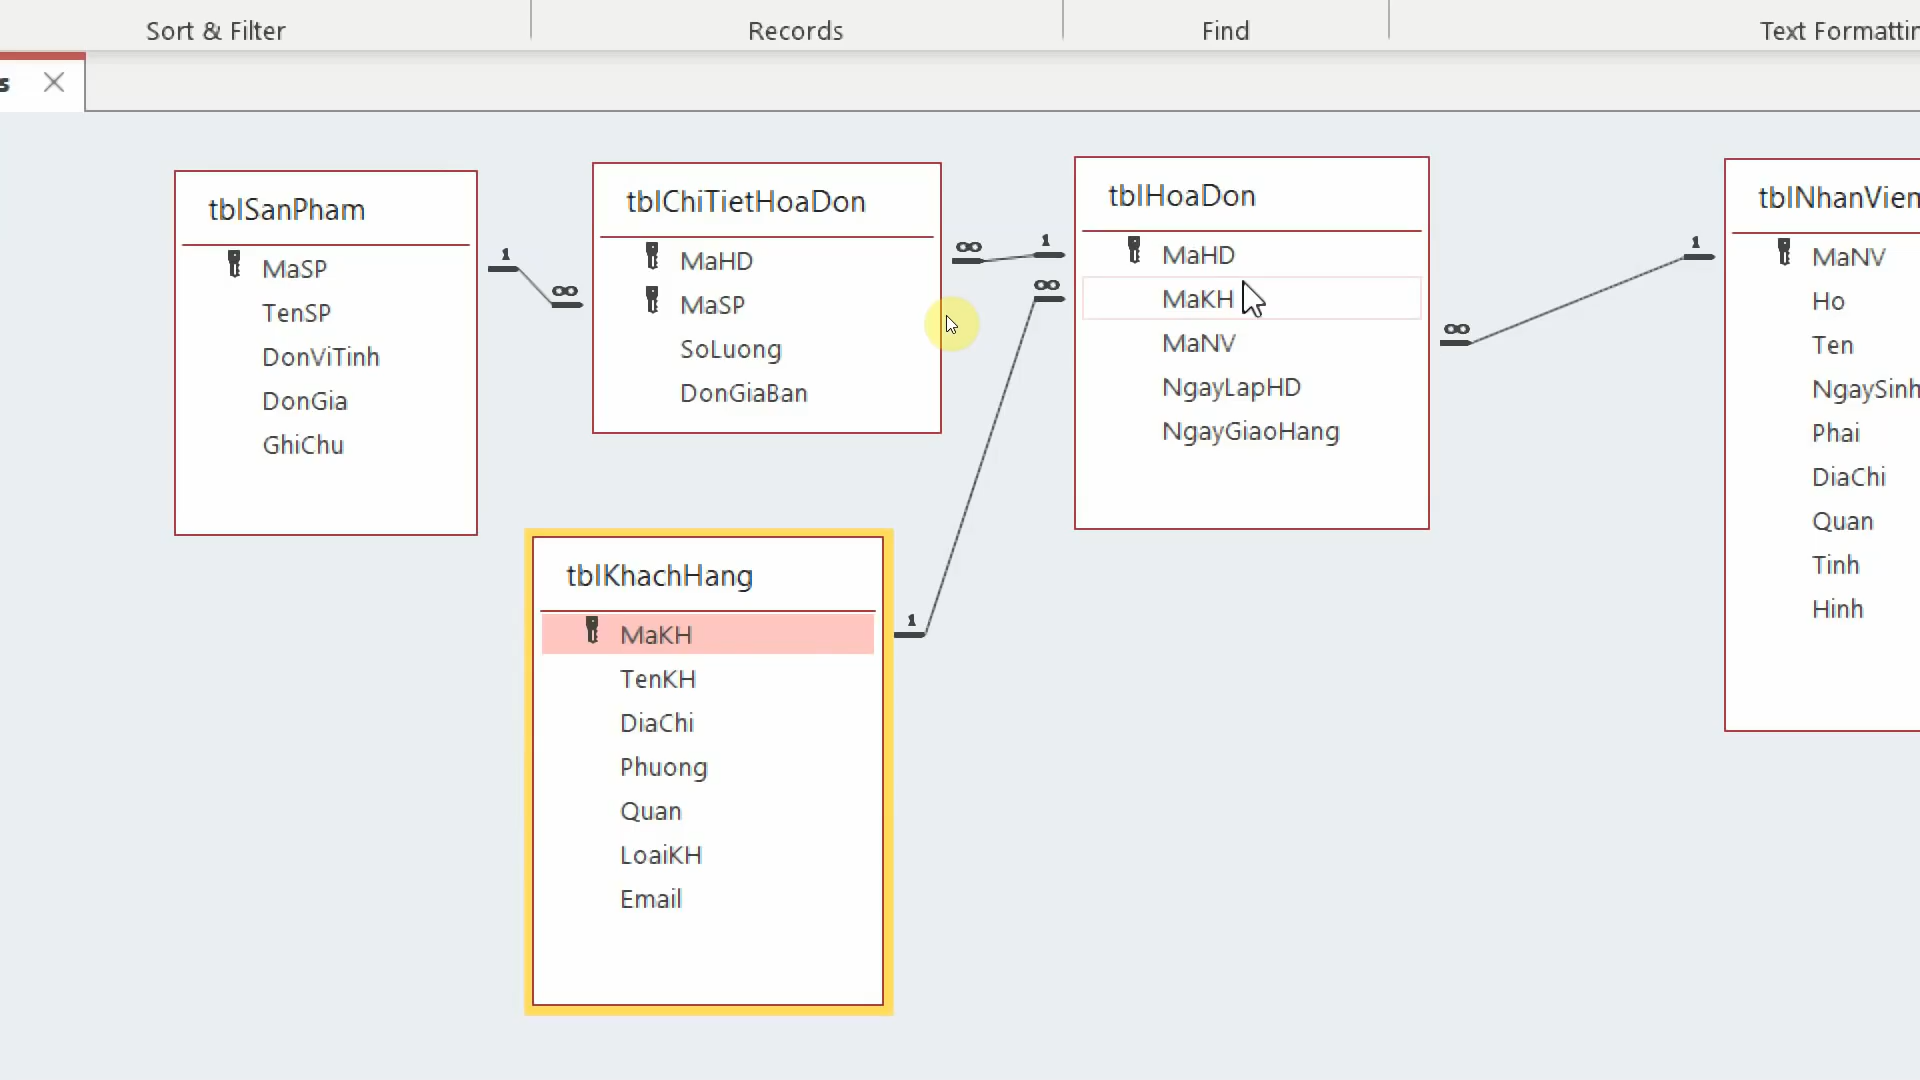 Sort & Filter
Records
Find
Text Formattin
s
tblSanPham
MaSP
TenSP
DonViTinh
DonGia
GhiChu
1
∞
tblChiTietHoaDon
MaHD
MaSP
SoLuong
DonGiaBan
∞
1
∞
tblHoaDon
MaHD
MaKH
MaNV
NgayLapHD
NgayGiaoHang
∞
1
tblNhanVien
MaNV
Ho
Ten
NgaySinh
Phai
DiaChi
Quan
Tinh
Hinh
tblKhachHang
MaKH
TenKH
DiaChi
Phuong
Quan
LoaiKH
Email
1